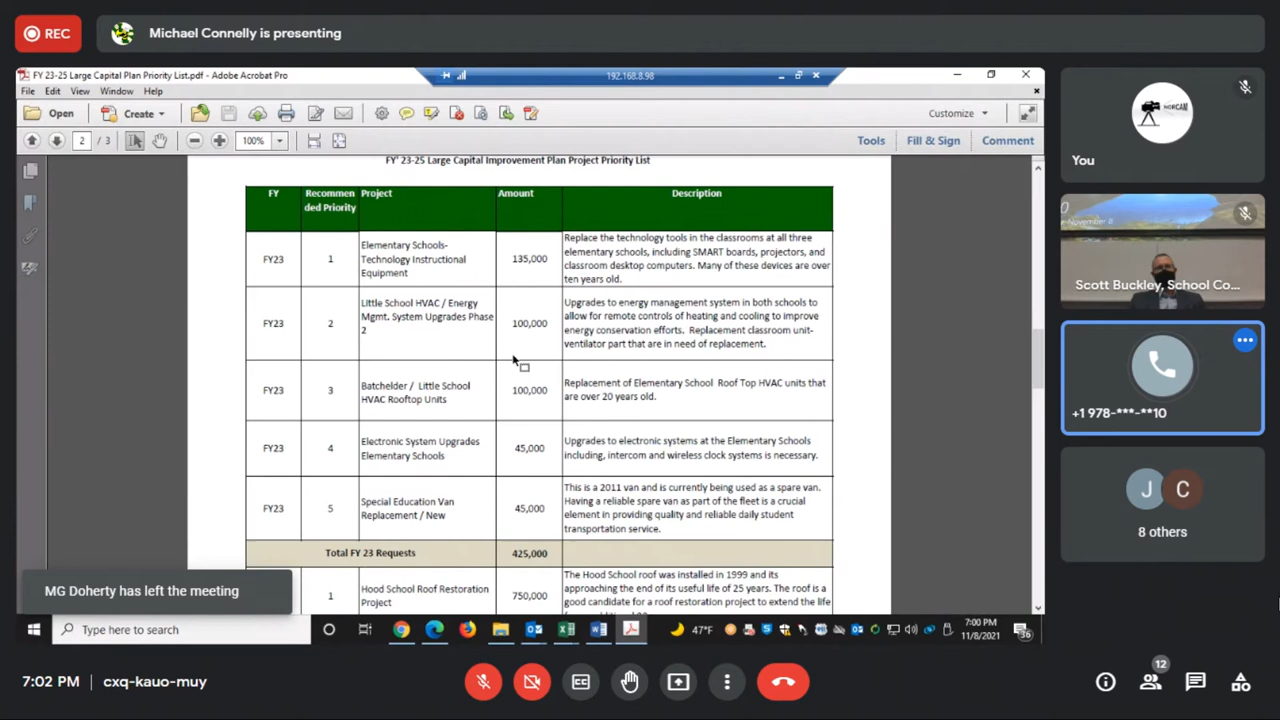 REC
Michael Connelly is presenting
FY 23-25 Large Capital Plan Priority List.pdf - Adobe Acrobat Pro
192.168.8.98
File Edit View Window Help
Open
Create
Customize
2 / 3
100%
Tools
Fill & Sign
Comment
FY' 23-25 Large Capital Improvement Plan Project Priority List
FY
Recommen
ded Priority
Project
Amount
Description
FY23
1
Elementary Schools-
Technology Instructional
Equipment
135,000
Replace the technology tools in the classrooms at all three
elementary schools, including SMART boards, projectors, and
classroom desktop computers. Many of these devices are over
ten years old.
FY23
2
Little School HVAC / Energy
Mgmt. System Upgrades Phase
2
100,000
Upgrades to energy management system in both schools to
allow for remote controls of heating and cooling to improve
energy conservation efforts. Replacement classroom unit-
ventilator part that are in need of replacement.
FY23
3
Batchelder / Little School
HVAC Rooftop Units
100,000
Replacement of Elementary School Roof Top HVAC units that
are over 20 years old.
FY23
4
Electronic System Upgrades
Elementary Schools
45,000
Upgrades to electronic systems at the Elementary Schools
including, intercom and wireless clock systems is necessary.
FY23
5
Special Education Van
Replacement / New
45,000
This is a 2011 van and is currently being used as a spare van.
Having a reliable spare van as part of the fleet is a crucial
element in providing quality and reliable daily student
transportation service.
Total FY 23 Requests
425,000
1
Hood School Roof Restoration
Project
750,000
The Hood School roof was installed in 1999 and its
approaching the end of its useful life of 25 years. The roof is a
good candidate for a roof restoration project to extend the life
MG Doherty has left the meeting
Type here to search
47°F
7:00 PM
11/8/2021
36
NORCAM
You
Scott Buckley, School Co...
+1 978-***-**10
J
C
8 others
7:02 PM
cxq-kauo-muy
12